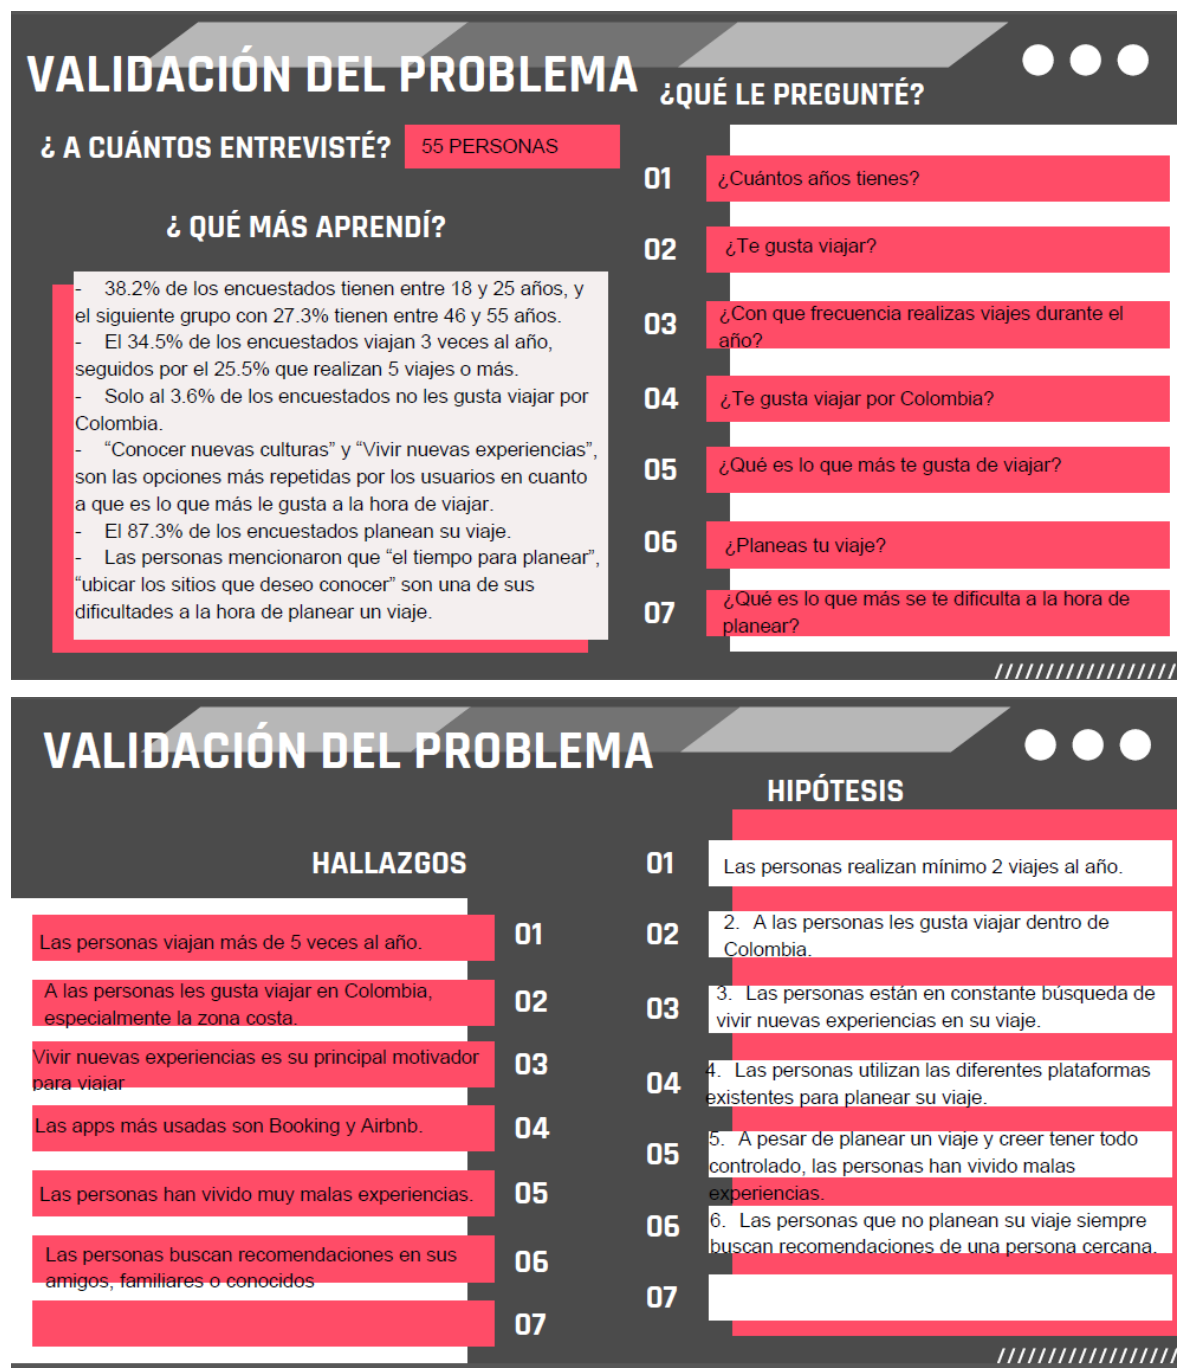 VALIDACIÓN DEL PROBLEMA
¿ A CUÁNTOS ENTREVISTÉ?
55 PERSONAS
¿ QUÉ MÁS APRENDÍ?
- 38.2% de los encuestados tienen entre 18 y 25 años, y
el siguiente grupo con 27.3% tienen entre 46 y 55 años.
- El 34.5% de los encuestados viajan 3 veces al año,
seguidos por el 25.5% que realizan 5 viajes o más.
- Solo al 3.6% de los encuestados no les gusta viajar por
Colombia.
- “Conocer nuevas culturas” y “Vivir nuevas experiencias”,
son las opciones más repetidas por los usuarios en cuanto
a que es lo que más le gusta a la hora de viajar.
- El 87.3% de los encuestados planean su viaje.
- Las personas mencionaron que “el tiempo para planear”,
“ubicar los sitios que deseo conocer” son una de sus
dificultades a la hora de planear un viaje.
¿QUÉ LE PREGUNTÉ?
01 ¿Cuántos años tienes?
02 ¿Te gusta viajar?
03 ¿Con que frecuencia realizas viajes durante el
año?
04 ¿Te gusta viajar por Colombia?
05 ¿Qué es lo que más te gusta de viajar?
06 ¿Planeas tu viaje?
07 ¿Qué es lo que más se te dificulta a la hora de
planear?
VALIDACIÓN DEL PROBLEMA
HALLAZGOS
Las personas viajan más de 5 veces al año. 01
A las personas les gusta viajar en Colombia,
especialmente la zona costa. 02
Vivir nuevas experiencias es su principal motivador
para viajar 03
Las apps más usadas son Booking y Airbnb. 04
Las personas han vivido muy malas experiencias. 05
Las personas buscan recomendaciones en sus
amigos, familiares o conocidos 06
07
HIPÓTESIS
01 Las personas realizan mínimo 2 viajes al año.
02 2. A las personas les gusta viajar dentro de
Colombia.
03 3. Las personas están en constante búsqueda de
vivir nuevas experiencias en su viaje.
04 4. Las personas utilizan las diferentes plataformas
existentes para planear su viaje.
05 5. A pesar de planear un viaje y creer tener todo
controlado, las personas han vivido malas
experiencias.
06 6. Las personas que no planean su viaje siempre
buscan recomendaciones de una persona cercana.
07